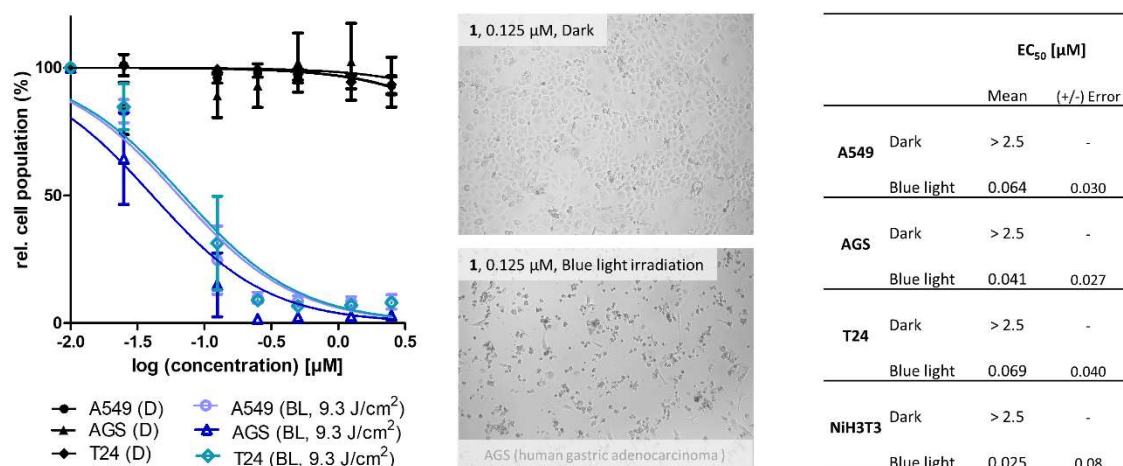 rel. cell population (%)
100
50
0
-2.0 -1.5 -1.0 -0.5 0.0 0.5
log (concentration) [µM]
A549 (D)
AGS (D)
T24 (D)
A549 (BL, 9.3 J/cm²)
AGS (BL, 9.3 J/cm²)
T24 (BL, 9.3 J/cm²)
1, 0.125 µM, Dark
1, 0.125 µM, Blue light irradiation
AGS (human gastric adenocarcinoma)
EC₅₀ [µM]
Mean (+/-) Error
A549
Dark > 2.5 -
Blue light 0.064 0.030
AGS
Dark > 2.5 -
Blue light 0.041 0.027
T24
Dark > 2.5 -
Blue light 0.069 0.040
NiH3T3
Dark > 2.5 -
Blue light 0.025 0.08